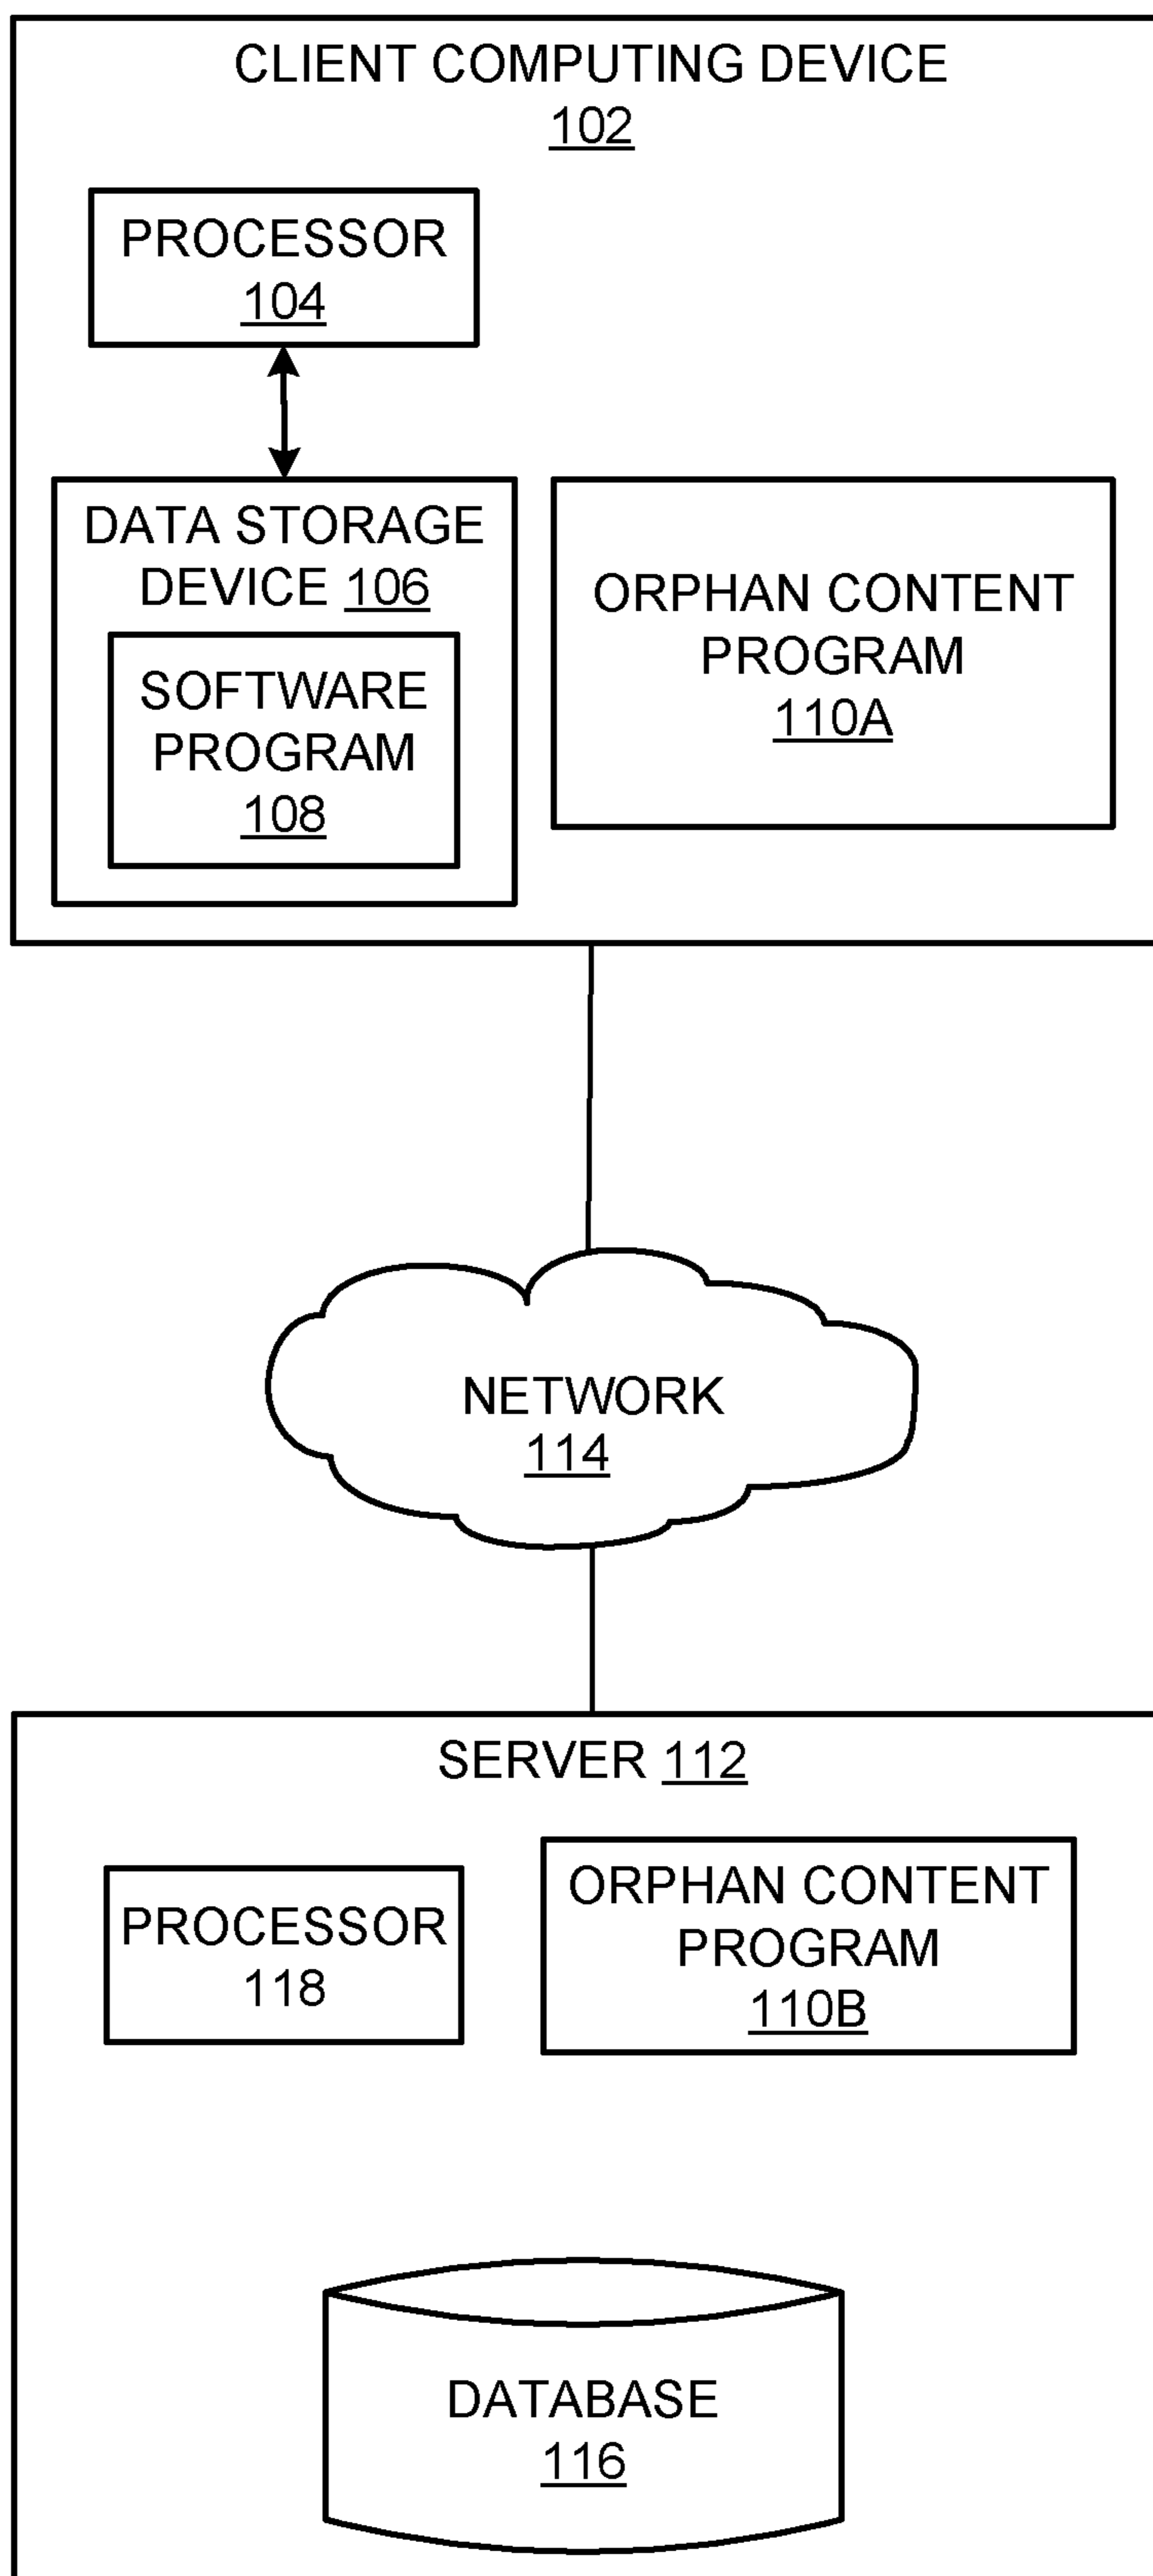 CLIENT COMPUTING DEVICE
102
PROCESSOR
104
DATA STORAGE
DEVICE 106
SOFTWARE
PROGRAM
108
ORPHAN CONTENT
PROGRAM
110A
NETWORK
114
SERVER 112
PROCESSOR
118
ORPHAN CONTENT
PROGRAM
110B
DATABASE
116